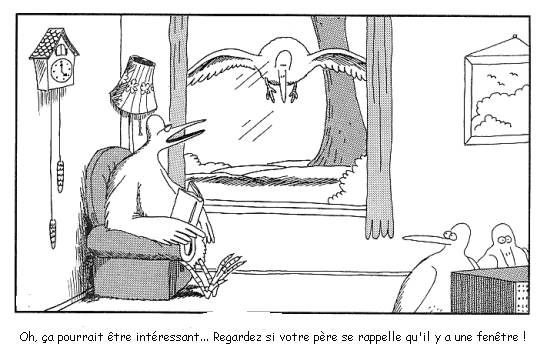 Oh, ça pourrait être intéressant... Regardez si votre père se rappelle qu'il y a une fenêtre !